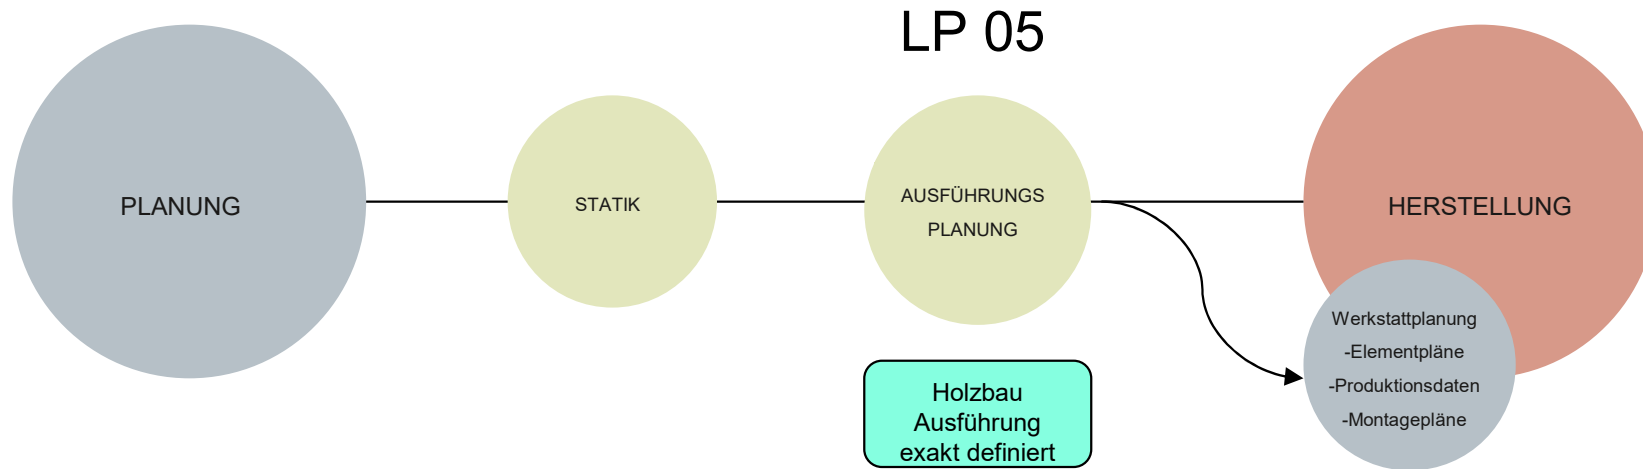 LP 05
PLANUNG
STATIK
AUSFÜHRUNGS
PLANUNG
HERSTELLUNG
Werkstattplanung
-Elementpläne
-Produktionsdaten
-Montagepläne
Holzbau
Ausführung
exakt definiert